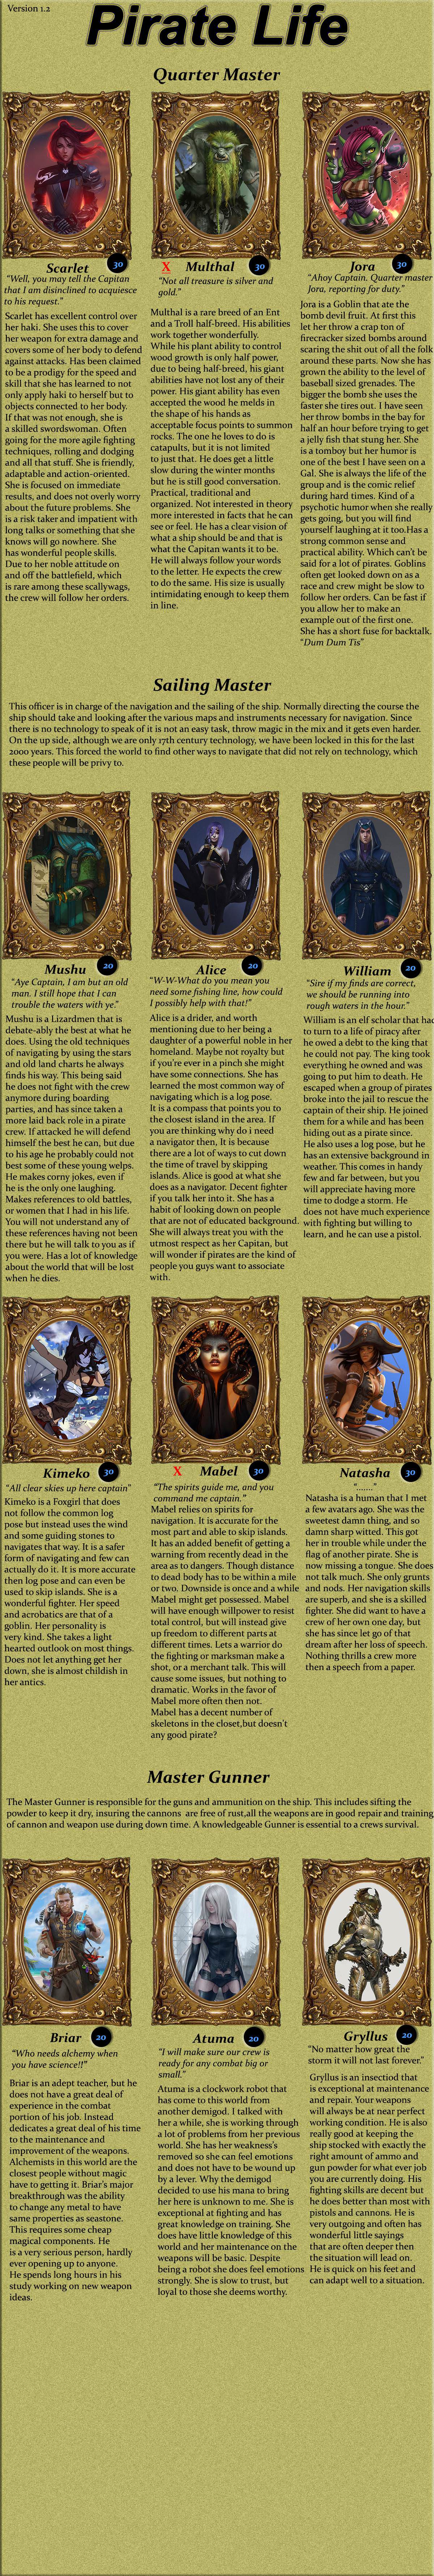 Version 1.2
Pirate Life
Quarter Master
Scarlet
30
"Well, you may tell the Capitan
that I am disinclined to acquiesce
to his request."
Scarlet has excellent control over
her haki. She uses this to cover
her weapon for extra damage and
covers some of her body to defend
against attacks. Has been claimed
to be a prodigy for the speed and
skill that she has learned to not
only apply haki to herself but to
objects connected to her body.
If that was not enough, she is
a skilled swordswoman. Often
going for the more agile fighting
techniques, rolling and dodging
and all that stuff. She is friendly,
adaptable and action-oriented.
She is focused on immediate
results, and does not overly worry
about the future problems. She
is a risk taker and impatient with
long talks or something that she
knows will go nowhere. She
has wonderful people skills.
Due to her noble attitude on
and off the battlefield, which
is rare among these scallywags,
the crew will follow her orders.
X Multhal
30
"Not all treasure is silver and
gold."
Multhal is a rare breed of an Ent
and a Troll half-breed. His abilities
work together wonderfully.
While his plant ability to control
wood growth is only half power,
due to being half-breed, his giant
abilities have not lost any of their
power. His giant ability has even
accepted the wood he melds in
the shape of his hands as
acceptable focus points to summon
rocks. The one he loves to do is
catapults, but it is not limited
to just that. He does get a little
slow during the winter months
but he is still good conversation.
Practical, traditional and
organized. Not interested in theory
more interested in facts that he can
see or feel. He has a clear vision of
what a ship should be and that is
what the Capitan wants it to be.
He will always follow your words
to the letter. He expects the crew
to do the same. His size is usually
intimidating enough to keep them
in line.
Jora
30
"Ahoy Captain, Quarter master
Jora, reporting for duty."
Jora is a Goblin that ate the
bomb devil fruit. At first this
let her throw a crap ton of
firecracker sized bombs around
scaring the shit out of all the folk
around these parts. Now she has
grown the ability to the level of
baseball sized grenades. The
bigger the bomb she uses the
faster she tires out. I have seen
her throw bombs in the bay for
half an hour before trying to get
a jelly fish that stung her. She
is a tomboy but her humor is
one of the best I have seen on a
Gal. She is always the life of the
group and is the comic relief
during hard times. Kind of a
psychotic humor when she really
gets going, but you will find
yourself laughing at it too.Has a
strong common sense and
practical ability. Which can't be
said for a lot of pirates. Goblins
often get looked down on as a
race and crew might be slow to
follow her orders. Can be fast if
you allow her to make an
example out of the first one.
She has a short fuse for backtalk.
"Dum Dum Tis"
Sailing Master
This officer is in charge of the navigation and the sailing of the ship. Normally directing the course the
ship should take and looking after the various maps and instruments necessary for navigation. Since
there is no technology to speak of it is not an easy task, throw magic in the mix and it gets even harder.
On the up side, although we are only 17th century technology, we have been locked in this for the last
2000 years. This forced the world to find other ways to navigate that did not rely on technology, which
these people will be privy to.
Mushu
20
"Aye Captain, I am but an old
man. I still hope that I can
trouble the waters with ye."
Mushu is a Lizardmen that is
debate-ably the best at what he
does. Using the old techniques
of navigating by using the stars
and old land charts he always
finds his way. This being said
he does not fight with the crew
anymore during boarding
parties, and has since taken a
more laid back role in a pirate
crew. If attacked he will defend
himself the best he can, but due
to his age he probably could not
best some of these young welps.
He makes corny jokes, even if
he is the only one laughing.
Makes references to old battles,
or women that I had in his life.
You will not understand any of
these references having not been
there but he will talk to you as if
you were. Has a lot of knowledge
about the world that will be lost
when he dies.
Alice
20
"W-W-What do you mean you
need some fishing line, how could
I possibly help with that!"
Alice is a drider, and worth
mentioning due to her being a
daughter of a powerful noble in her
homeland. Maybe not royalty but
if you're ever in a pinch she might
have some connections. She has
learned the most common way of
navigating which is a log pose.
It is a compass that points you to
the closest island in the area. If
you are thinking why do i need
a navigator then, It is because
there are a lot of ways to cut down
the time of travel by skipping
islands. Alice is good at what she
does as a navigator. Decent fighter
if you talk her into it. She has a
habit of looking down on people
that are not of educated background.
She will always treat you with the
utmost respect as her Capitan, but
will wonder if pirates are the kind of
people you guys want to associate
with.
William
20
"Sire if my finds are correct,
we should be running into
rough waters in the hour."
William is an elf scholar that had
to turn to a life of piracy after
he owed a debt to the king that
he could not pay. The king took
everything he owned and was
going to put him to death. He
escaped when a group of pirates
broke into the jail to rescue the
captain of their ship. He joined
them for a while and has been
hiding out as a pirate since.
He also uses a log pose, but he
has an extensive background in
weather. This comes in handy
few and far between, but you
will appreciate having more
time to dodge a storm. He
does not have much experience
with fighting but willing to
learn, and he can use a pistol.
Kimeko
30
"All clear skies up here captain"
Kimeko is a Foxgirl that does
not follow the common log
pose but instead uses the wind
and some guiding stones to
navigates that way. It is a safer
form of navigating and few can
actually do it. It is more accurate
then log pose and can even be
used to skip islands. She is a
wonderful fighter. Her speed
and acrobatics are that of a
goblin. Her personality is
very kind. She takes a light
hearted outlook on most things.
Does not let anything get her
down, she is almost childish in
her antics.
X Mabel
30
"The spirits guide me, and you
command me captain."
Mabel relies on spirits for
navigation. It is accurate for the
most part and able to skip islands.
It has an added benefit of getting a
warning from recently dead in the
area as to dangers. Though distance
to dead body has to be within a mile
or two. Downside is once and a while
Mabel might get possessed. Mabel
will have enough willpower to resist
total control, but will instead give
up freedom to different parts at
different times. Lets a warrior do
the fighting or marksman make a
shot, or a merchant talk. This will
cause some issues, but nothing to
dramatic. Works in the favor of
Mabel more often then not.
Mabel has a decent number of
skeletons in the closet,but doesn't
any good pirate?
Natasha
30
"......."
Natasha is a human that I met
a few avatars ago. She was the
sweetest damn thing, and so
damn sharp witted. This got
her in trouble while under the
flag of another pirate. She is
now missing a tongue. She does
not talk much. She only grunts
and nods. Her navigation skills
are superb, and she is a skilled
fighter. She did want to have a
crew of her own one day, but
she has since let go of that
dream after her loss of speech.
Nothing thrills a crew more
then a speech from a paper.
Master Gunner
The Master Gunner is responsible for the guns and ammunition on the ship. This includes sifting the
powder to keep it dry, insuring the cannons are free of rust,all the weapons are in good repair and training
of cannon and weapon use during down time. A knowledgeable Gunner is essential to a crews survival.
Briar
20
"Who needs alchemy when
you have science!!"
Briar is an adept teacher, but he
does not have a great deal of
experience in the combat
portion of his job. Instead
dedicates a great deal of his time
to the maintenance and
improvement of the weapons.
Alchemists in this world are the
closest people without magic
have to getting it. Briar's major
breakthrough was the ability
to change any metal to have
same properties as seastone.
This requires some cheap
magical components. He
is a very serious person, hardly
ever opening up to anyone.
He spends long hours in his
study working on new weapon
ideas.
Atuma
20
"I will make sure our crew is
ready for any combat big or
small."
Atuma is a clockwork robot that
has come to this world from
another demigod. I talked with
her a while, she is working through
a lot of problems from her previous
world. She has her weakness's
removed so she can feel emotions
and does not have to be wound up
by a lever. Why the demigod
decided to use his mana to bring
her here is unknown to me. She is
exceptional at fighting and has
great knowledge on training. She
does have little knowledge of this
world and her maintenance on the
weapons will be basic. Despite
being a robot she does feel emotions
strongly. She is slow to trust, but
loyal to those she deems worthy.
Gryllus
20
"No matter how great the
storm it will not last forever."
Gryllus is an insectiod that
is exceptional at maintenance
and repair. Your weapons
will always be at near perfect
working condition. He is also
really good at keeping the
ship stocked with exactly the
right amount of ammo and
gun powder for what ever job
you are currently doing. His
fighting skills are decent but
he does better than most with
pistols and cannons. He is
very outgoing and often has
wonderful little sayings
that are often deeper then
the situation will lead on.
He is quick on his feet and
can adapt well to a situation.